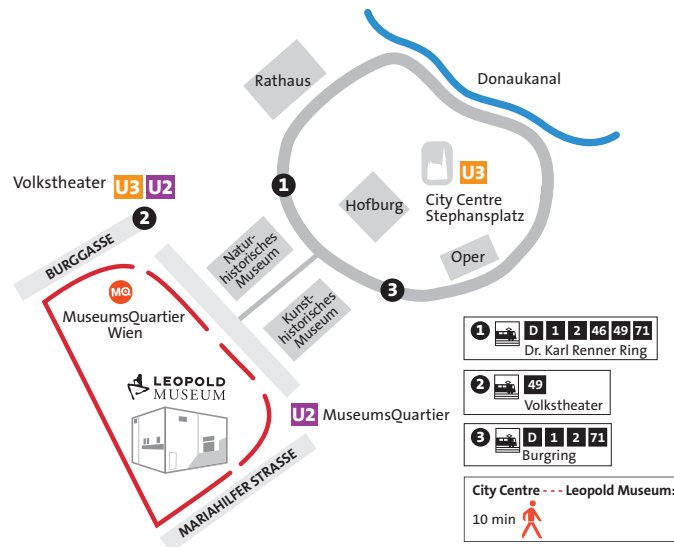 Rathaus
Donaukanal
1
Volkstheater U3 U2
U3
City Centre
Stephansplatz
Hofburg
2
BURGGASSE
Natur-
historisches
Museum
Oper
3
MQ
MuseumsQuartier
Wien
Kunst-
historisches
Museum
LEOPOLD
MUSEUM
U2 MuseumsQuartier
MARIAHILFER STRASSE
1 D 1 2 46 49 71
Dr. Karl Renner Ring
2 49
Volkstheater
3 D 1 2 71
Burgring
City Centre - - - - Leopold Museum:
10 min